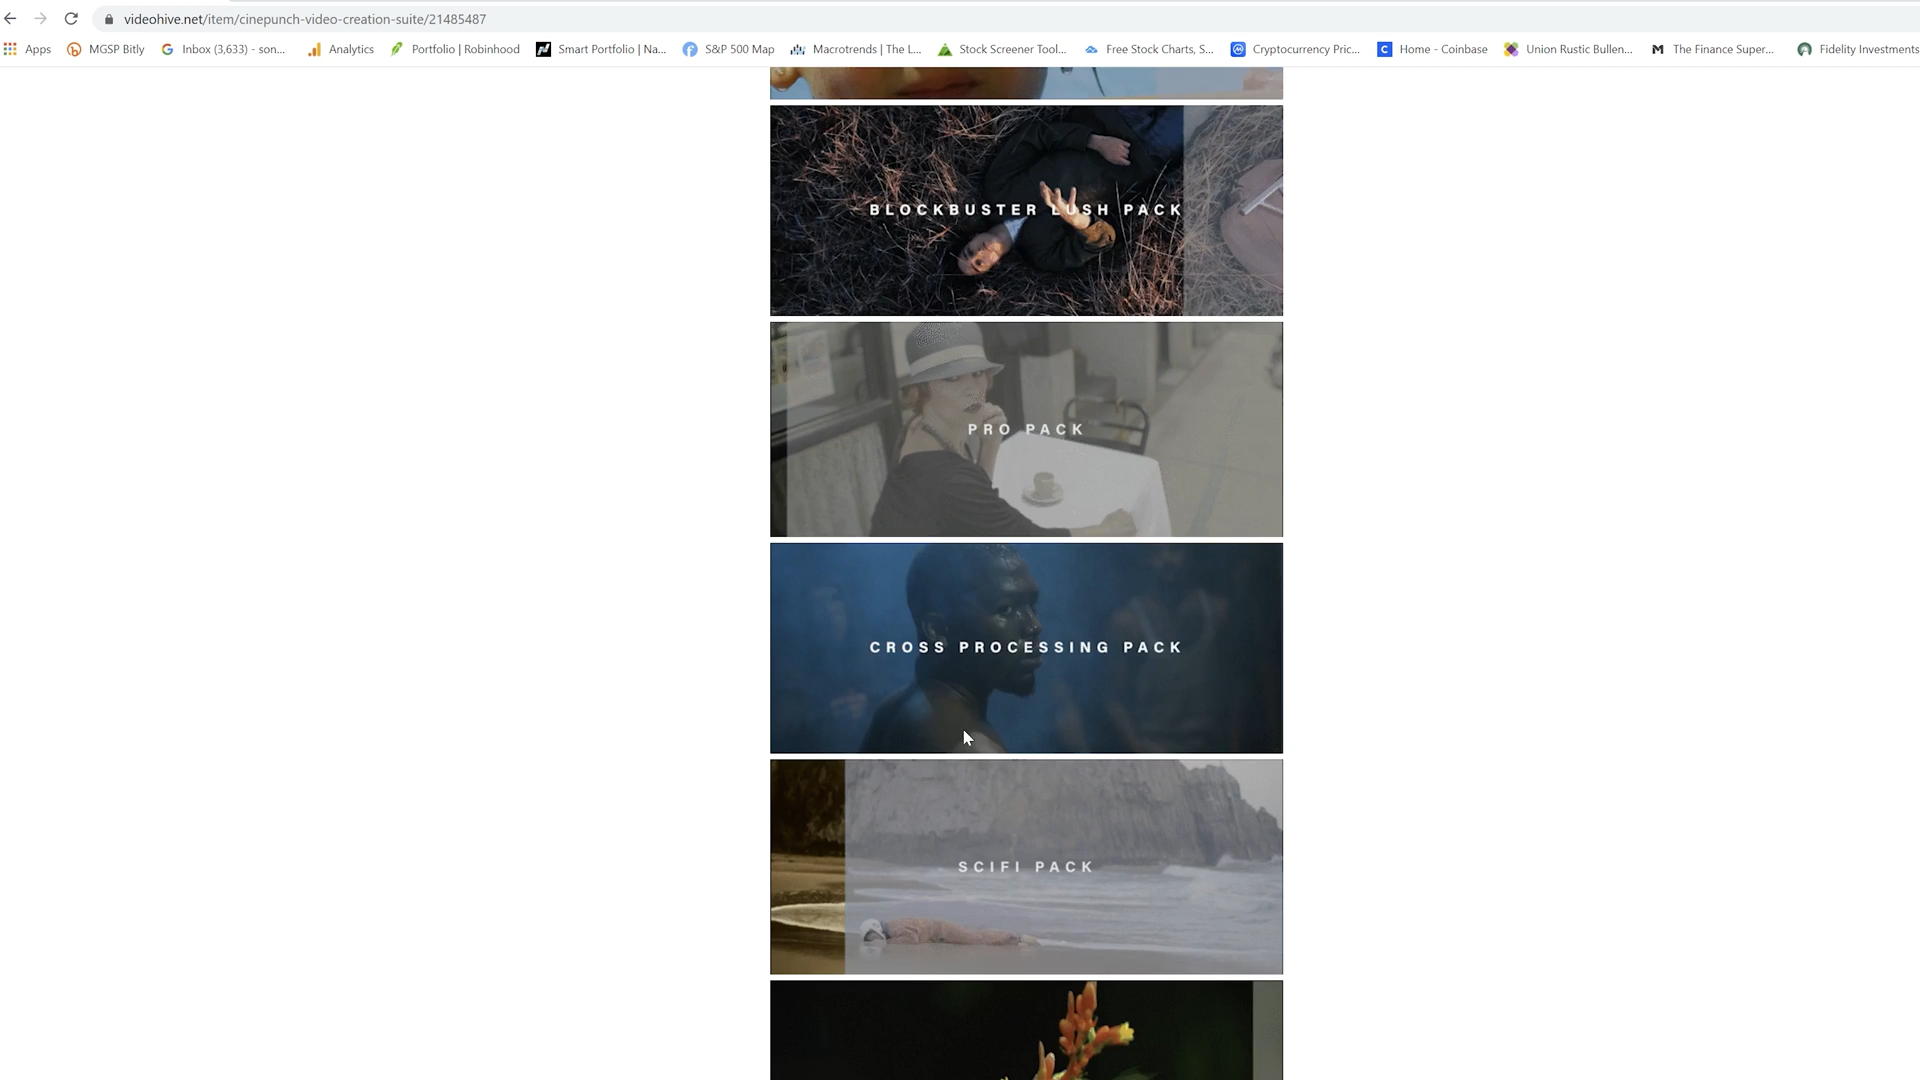 videohive.net/item/cinepunch-video-creation-suite/21485487
Apps MGSP Bitly Inbox (3,633) - son... Analytics Portfolio | Robinhood Smart Portfolio | Na... S&P 500 Map Macrotrends | The L... Stock Screener Tool... Free Stock Charts, S... Cryptocurrency Pric... Home - Coinbase Union Rustic Bullen... The Finance Super... Fidelity Investments
BLOCKBUSTER LUSH PACK
PRO PACK
CROSS PROCESSING PACK
SCIFI PACK